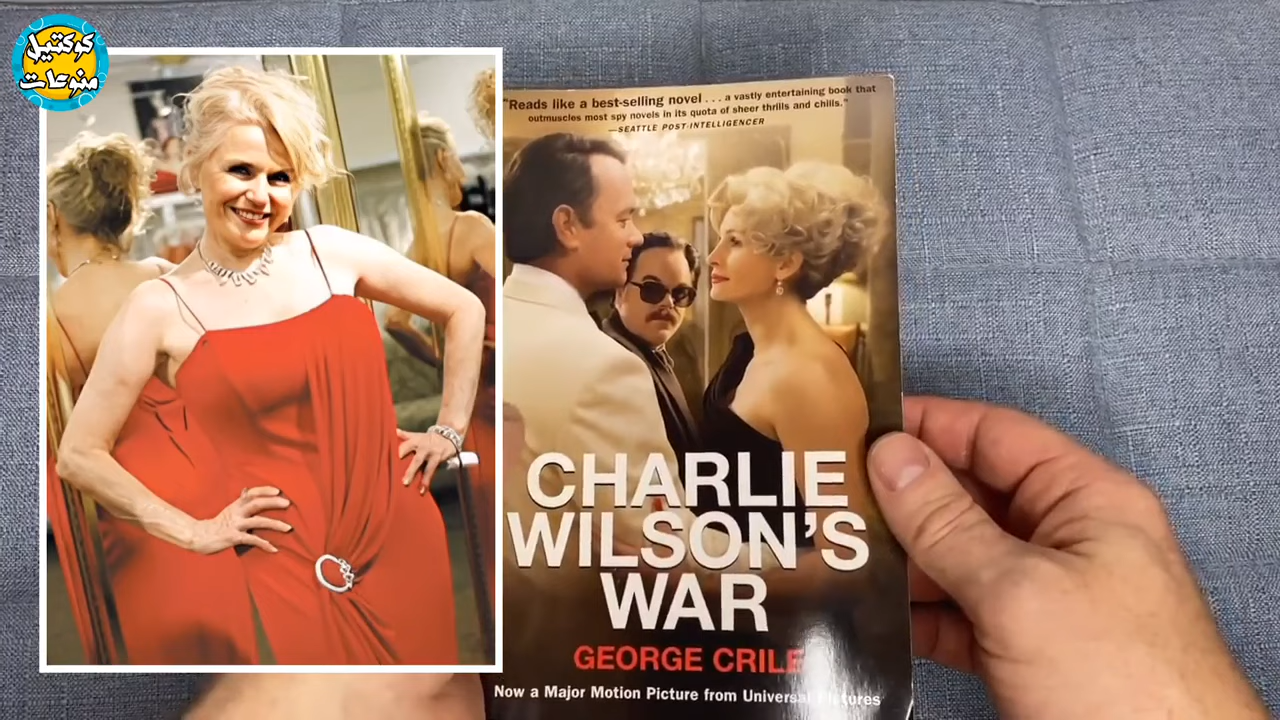 كوكتيل
منوعات
"Reads like a best-selling novel . . . a vastly entertaining book that
outmuscles most spy novels in its quota of sheer thrills and chills."
—SEATTLE POST-INTELLIGENCER
CHARLIE
WILSON'S
WAR
GEORGE CRILE
Now a Major Motion Picture from Universal Pictures